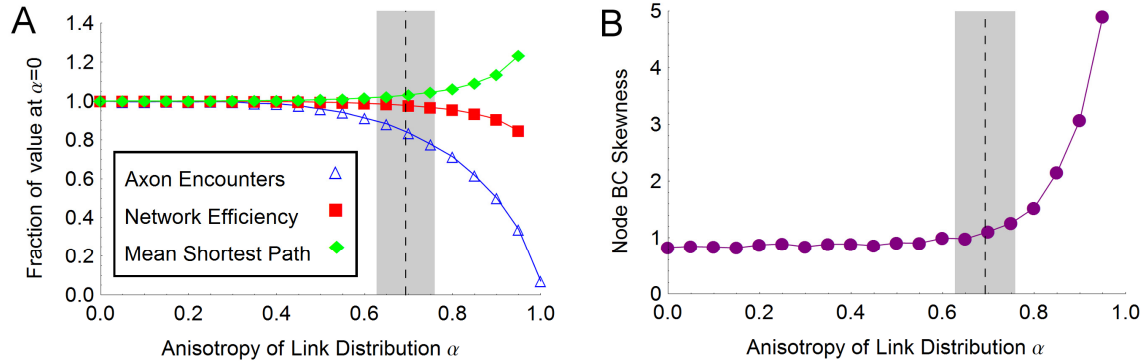 A
Fraction of value at α=0
1.4
1.2
1.0
0.8
0.6
0.4
0.2
0.0
Axon Encounters
Network Efficiency
Mean Shortest Path
0.0 0.2 0.4 0.6 0.8 1.0
Anisotropy of Link Distribution α
B
Node BC Skewness
5
4
3
2
1
0
0.0 0.2 0.4 0.6 0.8 1.0
Anisotropy of Link Distribution α